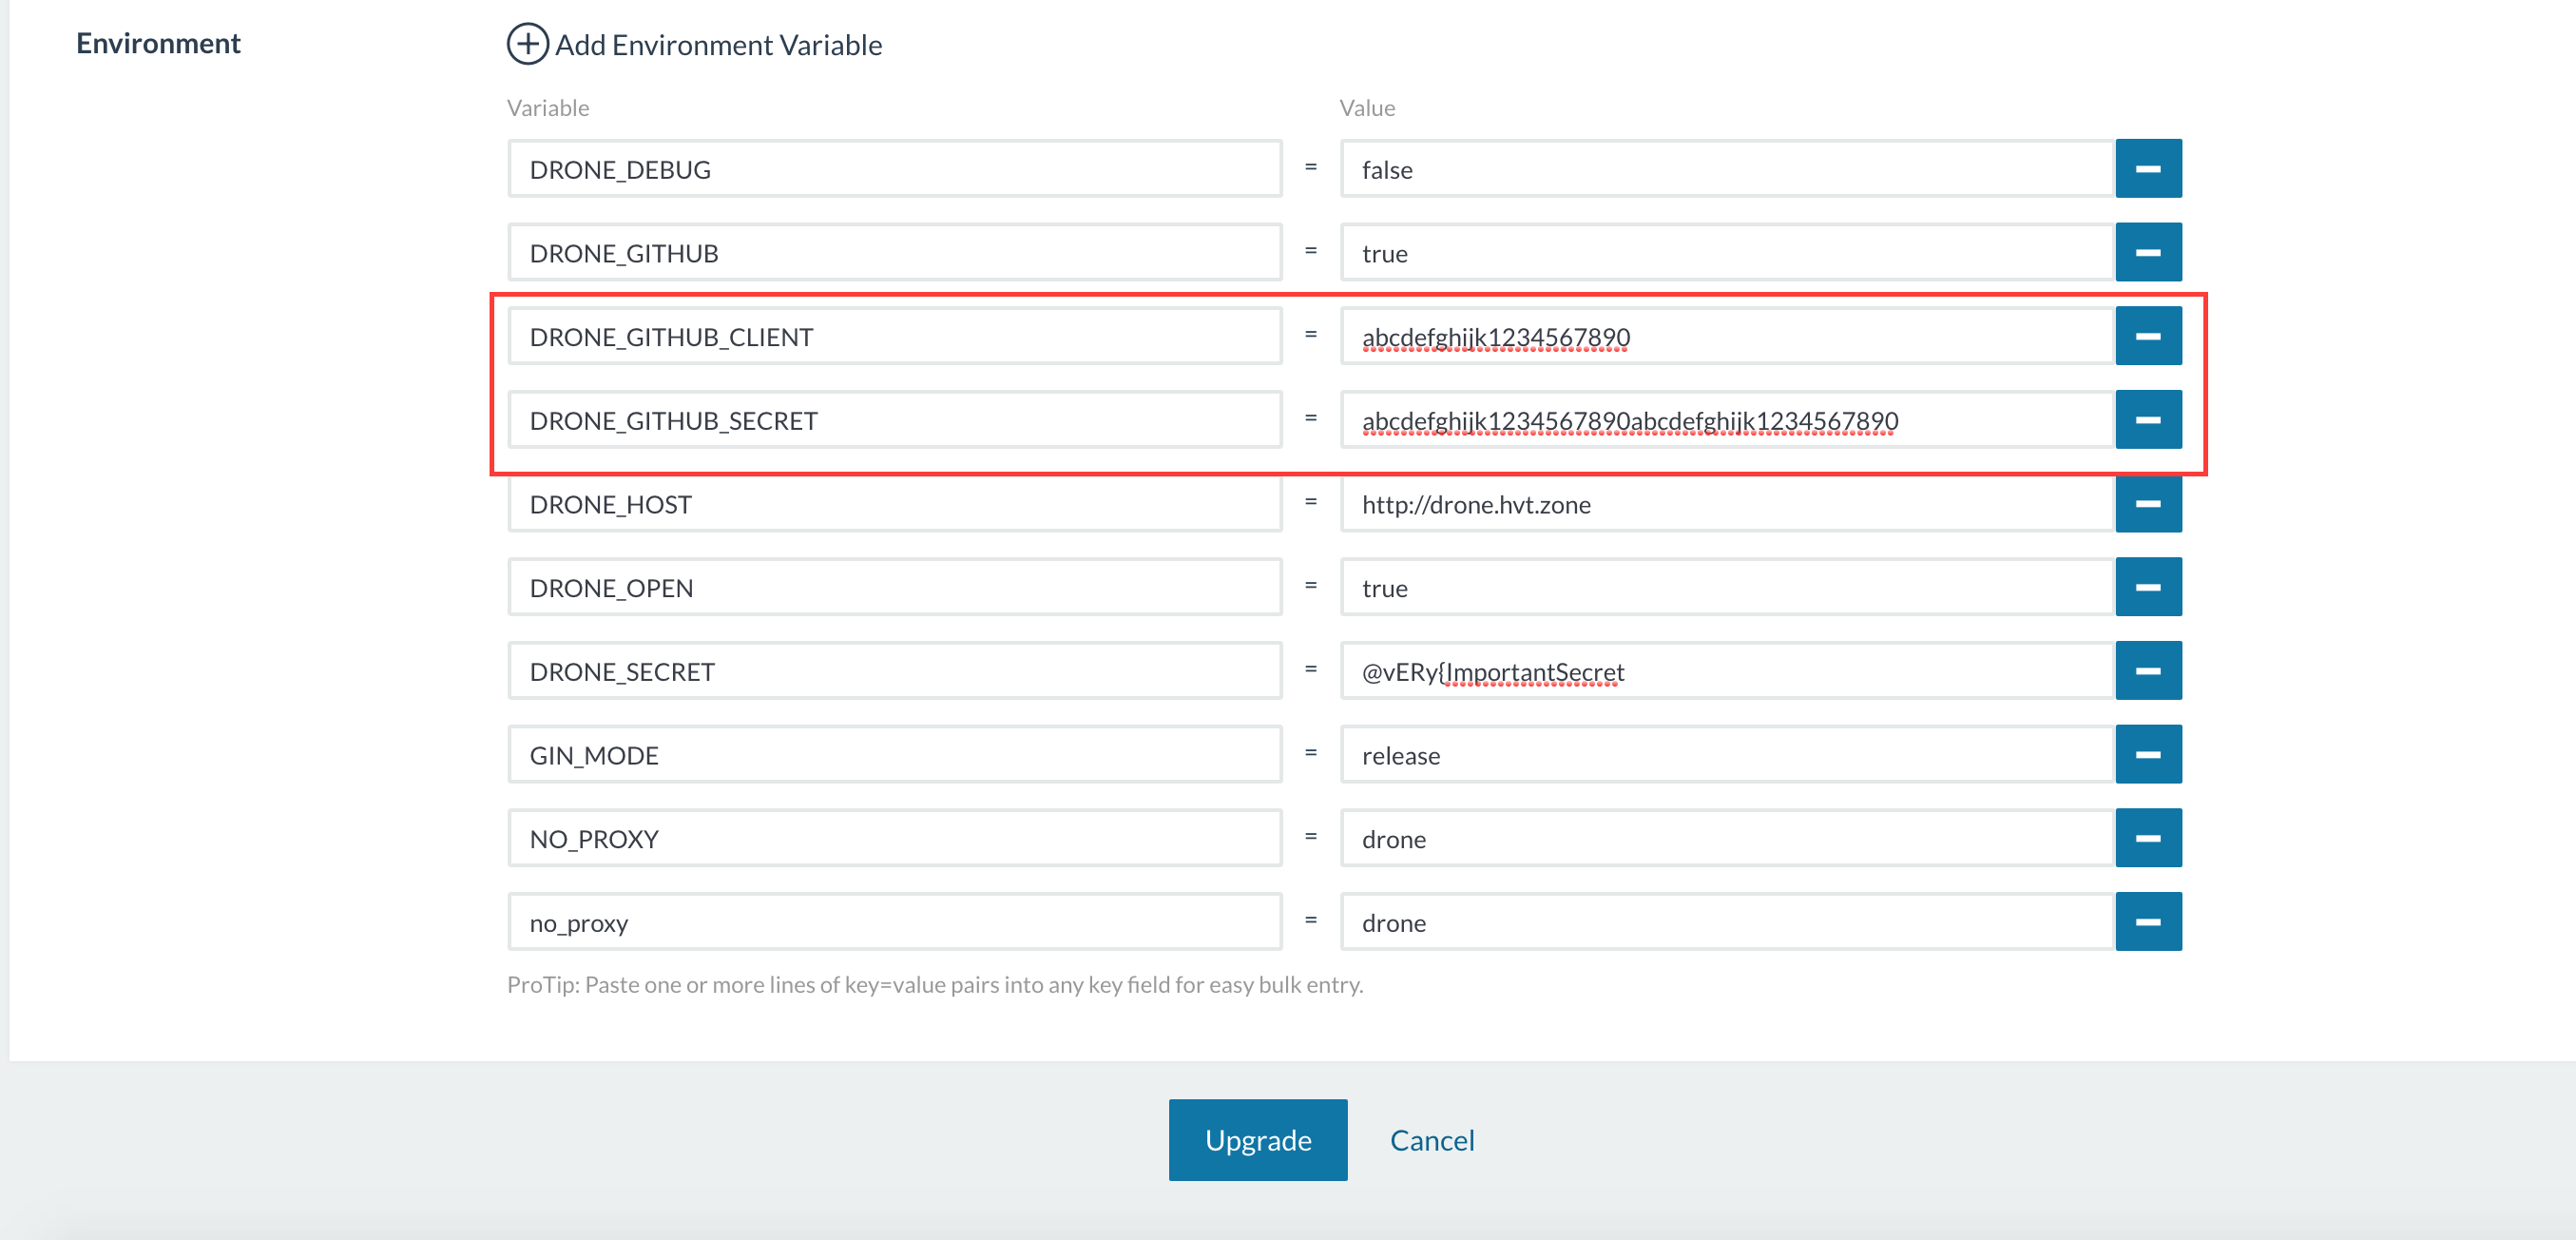 Environment
Add Environment Variable
Variable Value
DRONE_DEBUG = false
DRONE_GITHUB = true
DRONE_GITHUB_CLIENT = abcdefghijk1234567890
DRONE_GITHUB_SECRET = abcdefghijk1234567890abcdefghijk1234567890
DRONE_HOST = http://drone.hvt.zone
DRONE_OPEN = true
DRONE_SECRET = @vERy{ImportantSecret
GIN_MODE = release
NO_PROXY = drone
no_proxy = drone
ProTip: Paste one or more lines of key=value pairs into any key field for easy bulk entry.
Upgrade Cancel